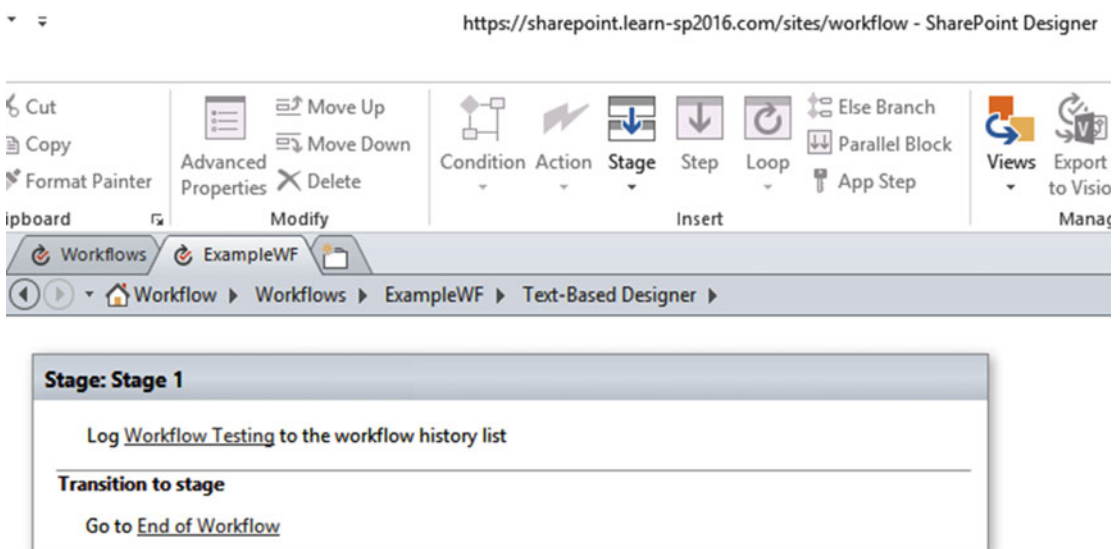 https://sharepoint.learn-sp2016.com/sites/workflow - SharePoint Designer
Cut
Copy
Format Painter
ipboard
Advanced
Properties
Move Up
Move Down
Delete
Modify
Condition
Action
Stage
Step
Loop
Else Branch
Parallel Block
App Step
Insert
Views
Export
to Visio
Manag
Workflows
ExampleWF
Workflow
Workflows
ExampleWF
Text-Based Designer
Stage: Stage 1
Log Workflow Testing to the workflow history list
Transition to stage
Go to End of Workflow